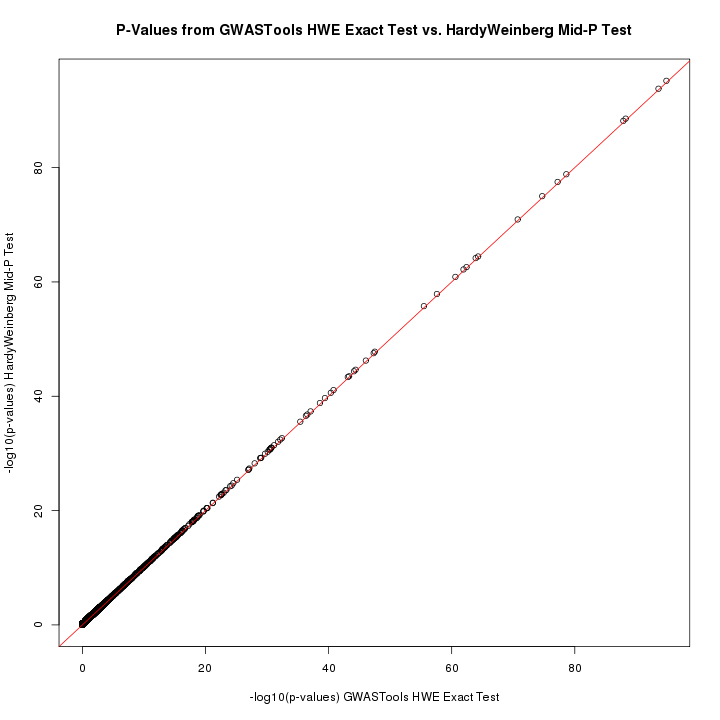 P-Values from GWASTools HWE Exact Test vs. HardyWeinberg Mid-P Test
-log10(p-values) HardyWeinberg Mid-P Test
80
60
40
20
0
0 20 40 60 80
-log10(p-values) GWASTools HWE Exact Test